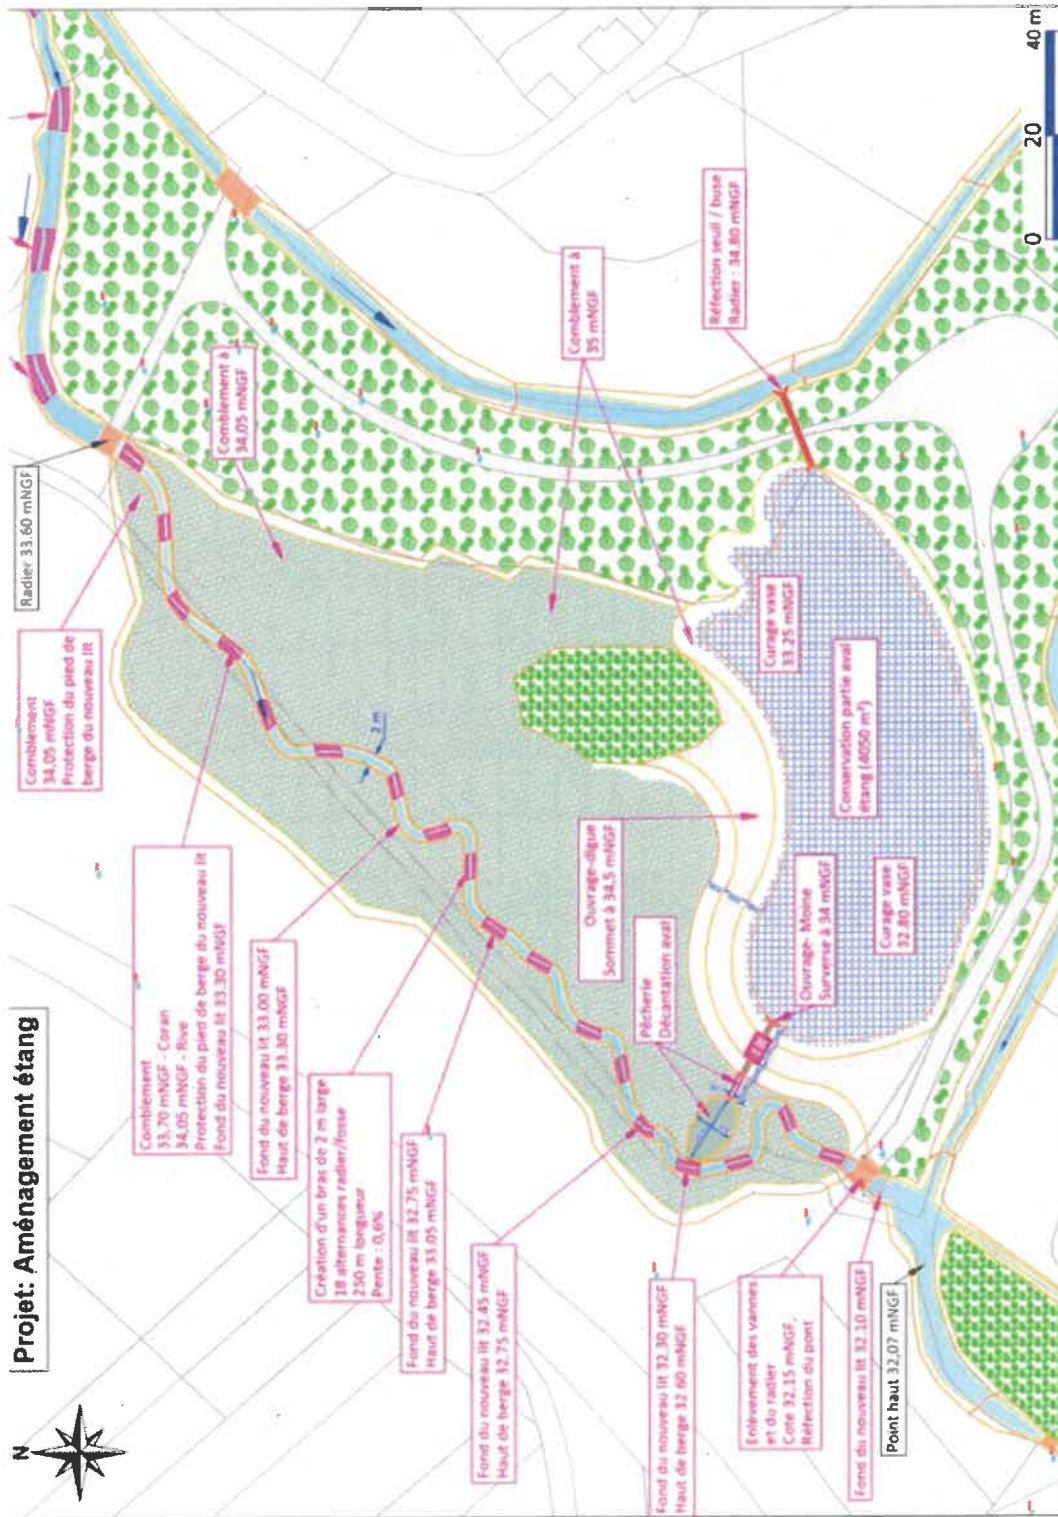 Projet: Aménagement étang
N
Radier 33.60 mNGF
Comblement
34,05 mNGF
Protection du pied de
berge du nouveau lit
Comblement
33,70 mNGF - Coran
34,05 mNGF - Rive
Protection du pied de berge du nouveau lit
Fond du nouveau lit 33.30 mNGF
Fond du nouveau lit 33.00 mNGF
Haut de berge 33.30 mNGF
Création d'un bras de 2 m large
18 alternances radier/fosse
250 m longueur
Pente : 0,6%
Fond du nouveau lit 32.75 mNGF
Haut de berge 33.05 mNGF
Fond du nouveau lit 32.45 mNGF
Haut de berge 32.75 mNGF
Fond du nouveau lit 32.30 mNGF
Haut de berge 32.60 mNGF
Enlèvement des vannes
et du radier
Cote 32.15 mNGF,
Réfection du pont
Fond du nouveau lit 32.10 mNGF
Point haut 32,07 mNGF
Comblement à
34,05 mNGF
2 m
Comblement à
35 mNGF
Réfection seuil / buse
Radier : 34.80 mNGF
Ouvrage-digue
Sommet à 34,5 mNGF
Pêcherie
Décantation aval
Ouvrage- Moine
Surverse à 34 mNGF
Curage vase
33.25 mNGF
Conservation partie aval
étang (4050 m²)
Curage vase
32.80 mNGF
0
20
40 m